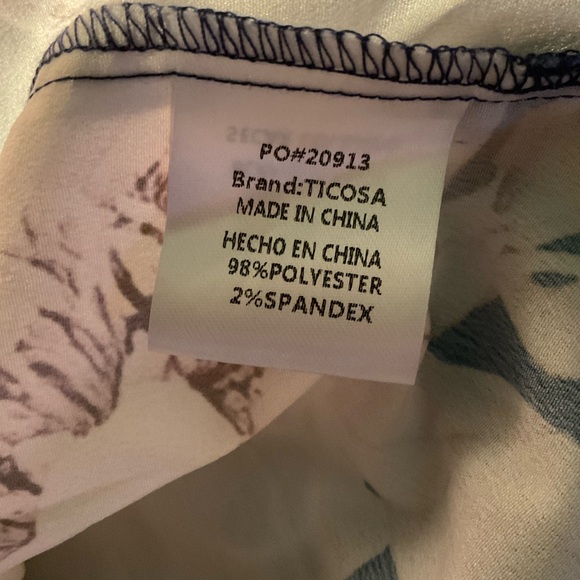 PO#20913
Brand:TICOSA
MADE IN CHINA
HECHO EN CHINA
98%POLYESTER
2%SPANDEX